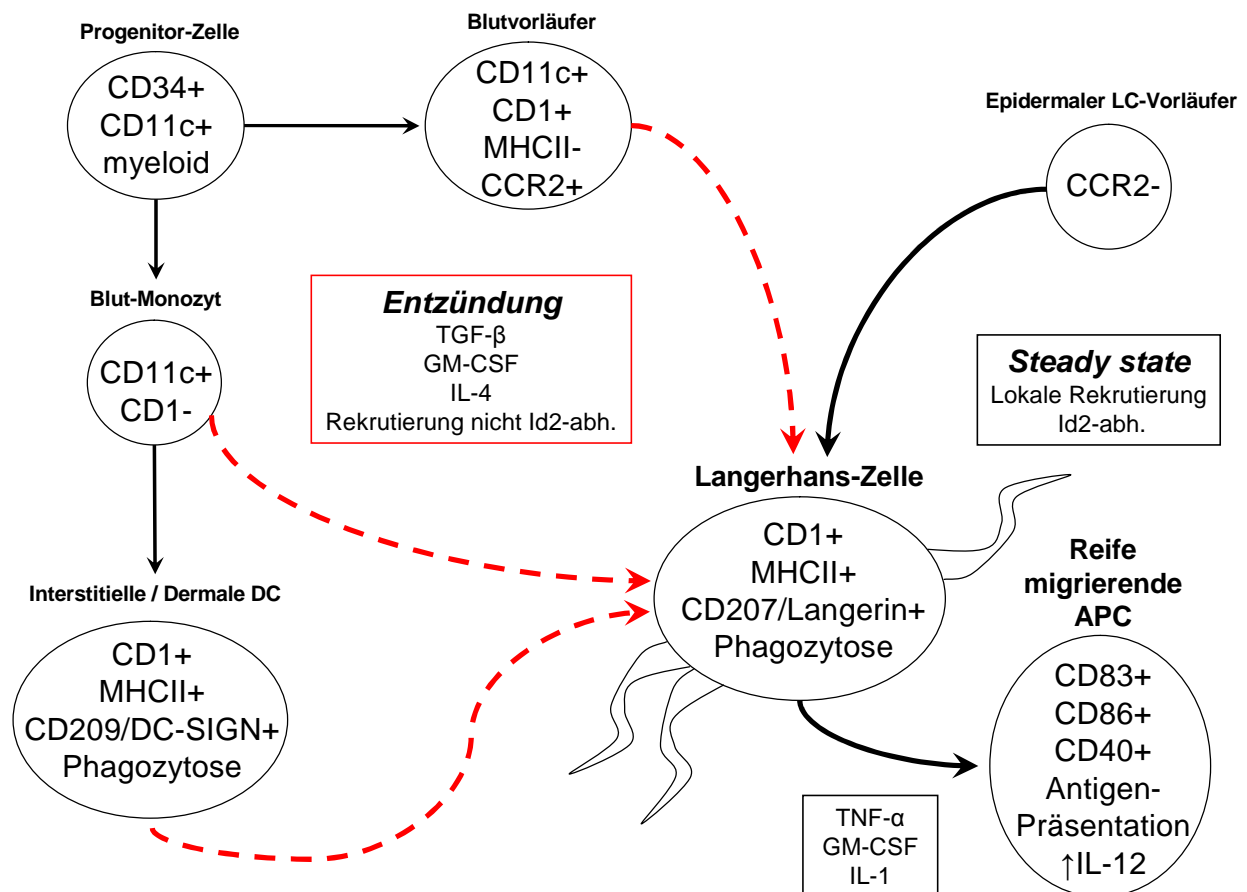 Progenitor-Zelle
CD34+
CD11c+
myeloid
Blutvorläufer
CD11c+
CD1+
MHCII-
CCR2+
Epidermaler LC-Vorläufer
CCR2-
Blut-Monozyt
CD11c+
CD1-
Entzündung
TGF-β
GM-CSF
IL-4
Rekrutierung nicht Id2-abh.
Steady state
Lokale Rekrutierung
Id2-abh.
Langerhans-Zelle
CD1+
MHCII+
CD207/Langerin+
Phagozytose
Interstitielle / Dermale DC
CD1+
MHCII+
CD209/DC-SIGN+
Phagozytose
Reife
migrierende
APC
CD83+
CD86+
CD40+
Antigen-
Präsentation
↑IL-12
TNF-α
GM-CSF
IL-1